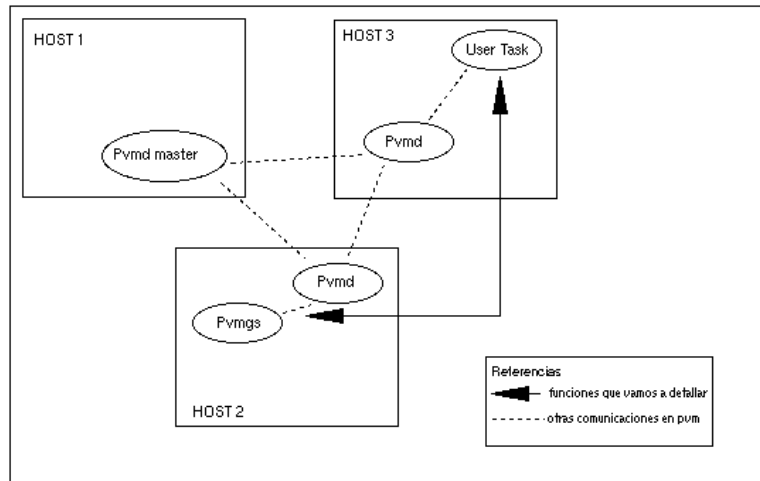 HOST 1
HOST 3
User Task
Pvmd master
Pvmd
Pvmd
Pvmgs
HOST 2
Referencias
funciones que vamos a detallar
otras comunicaciones en pvm